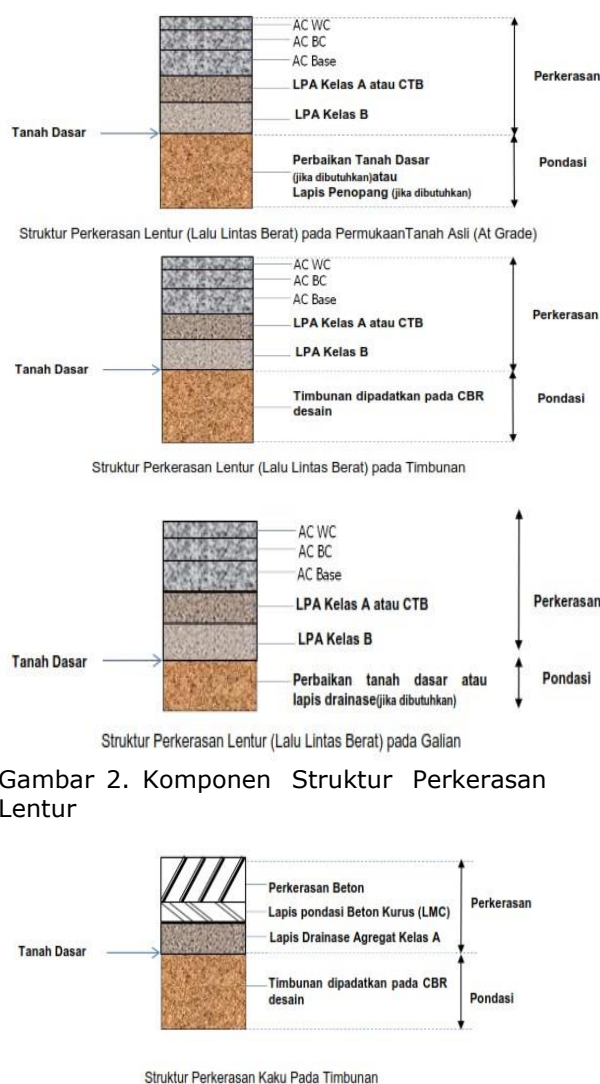 AC WC
AC BC
AC Base
LPA Kelas A atau CTB
Perkerasan
LPA Kelas B
Tanah Dasar
Perbaikan Tanah Dasar
(jika dibutuhkan)atau
Lapis Penopang (jika dibutuhkan)
Pondasi
Struktur Perkerasan Lentur (Lalu Lintas Berat) pada PermukaanTanah Asli (At Grade)
AC WC
AC BC
AC Base
LPA Kelas A atau CTB
Perkerasan
LPA Kelas B
Tanah Dasar
Timbunan dipadatkan pada CBR
desain
Pondasi
Struktur Perkerasan Lentur (Lalu Lintas Berat) pada Timbunan
AC WC
AC BC
AC Base
LPA Kelas A atau CTB
Perkerasan
LPA Kelas B
Tanah Dasar
Perbaikan tanah dasar atau
lapis drainase(jika dibutuhkan)
Pondasi
Struktur Perkerasan Lentur (Lalu Lintas Berat) pada Galian
Gambar 2. Komponen Struktur Perkerasan
Lentur
Perkerasan Beton
Perkerasan
Lapis pondasi Beton Kurus (LMC)
Lapis Drainase Agregat Kelas A
Tanah Dasar
Timbunan dipadatkan pada CBR
desain
Pondasi
Struktur Perkerasan Kaku Pada Timbunan